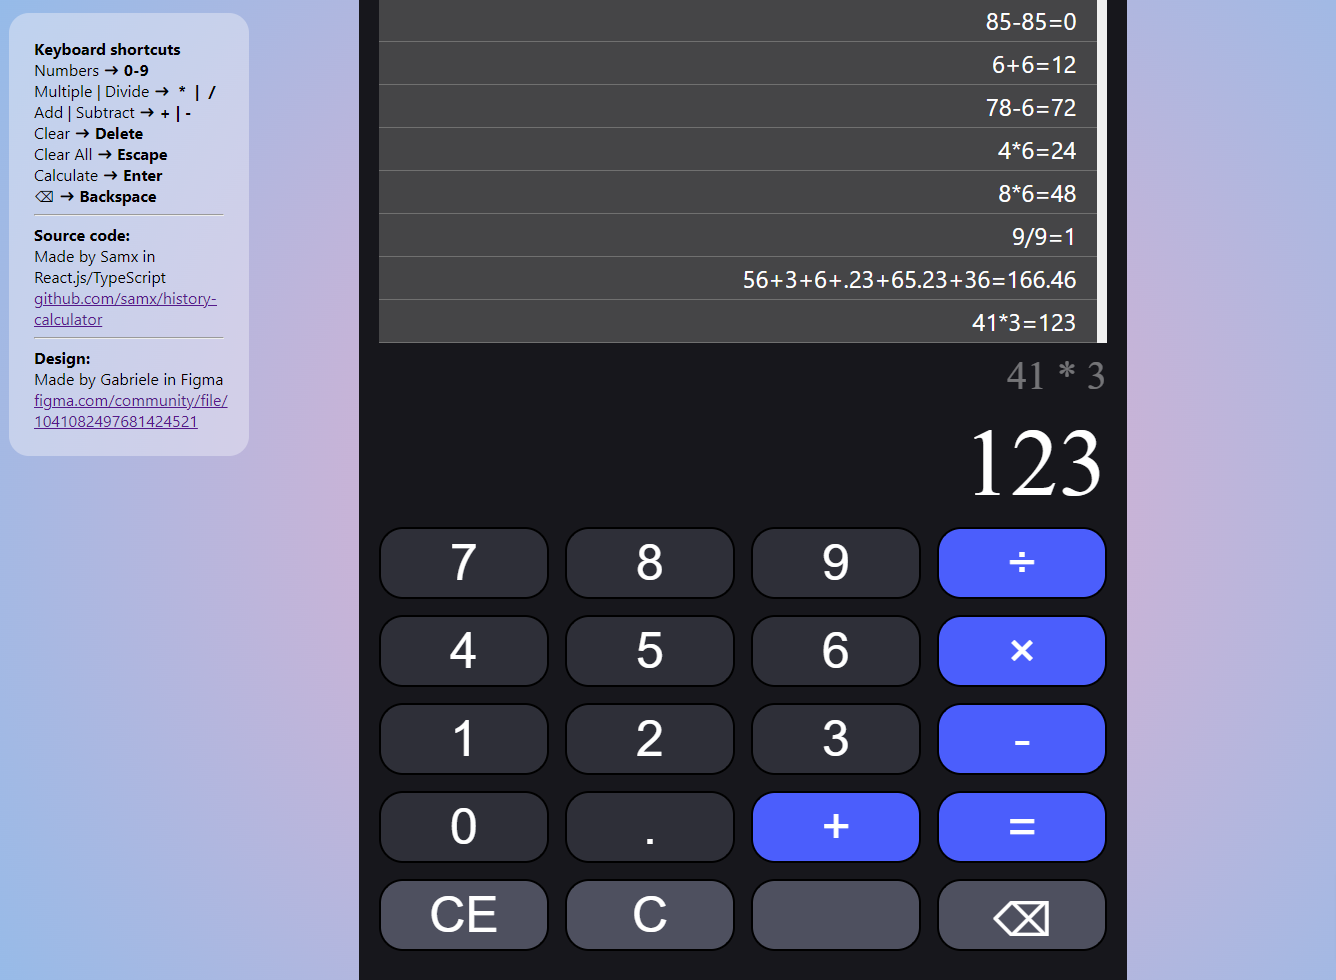 Keyboard shortcuts
Numbers → 0-9
Multiple | Divide → * | /
Add | Subtract → + | -
Clear → Delete
Clear All → Escape
Calculate → Enter
⌫ → Backspace
Source code:
Made by Samx in
React.js/TypeScript
github.com/samx/history-
calculator
Design:
Made by Gabriele in Figma
figma.com/community/file/
1041082497681424521
85-85=0
6+6=12
78-6=72
4*6=24
8*6=48
9/9=1
56+3+6+.23+65.23+36=166.46
41*3=123
41 * 3
123
7 8 9 ÷
4 5 6 ×
1 2 3 -
0 . + =
CE C ⌫